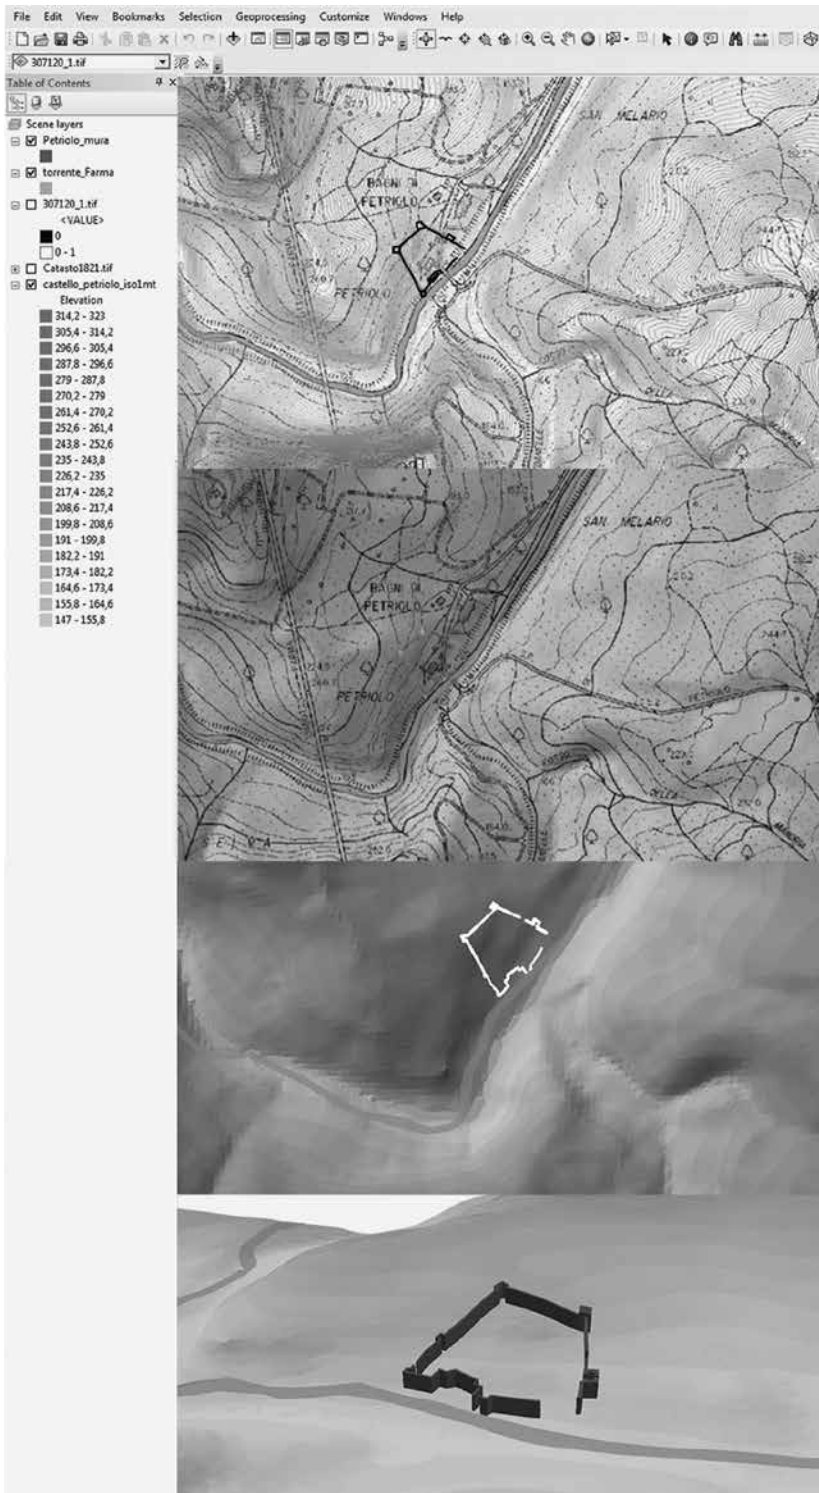 File Edit View Bookmarks Selection Geoprocessing Customize Windows Help
307120_1.tif
Table of Contents
Scene layers
Petriolo_mura
torrente_Farma
307120_1.tif
<VALUE>
0
0 - 1
Catasto1821.tif
castello_petriolo_iso1mt
Elevation
314,2 - 323
305,4 - 314,2
296,6 - 305,4
287,8 - 296,6
279 - 287,8
270,2 - 279
261,4 - 270,2
252,6 - 261,4
243,8 - 252,6
235 - 243,8
226,2 - 235
217,4 - 226,2
208,6 - 217,4
199,8 - 208,6
191 - 199,8
182,2 - 191
173,4 - 182,2
164,6 - 173,4
155,8 - 164,6
147 - 155,8
SAN MELARIO
BAGNI DI
PETRIOLO
PETRIOLO
DELLA
SAN MELARIO
BAGNI DI
PETRIOLO
PETRIOLO
DELLA